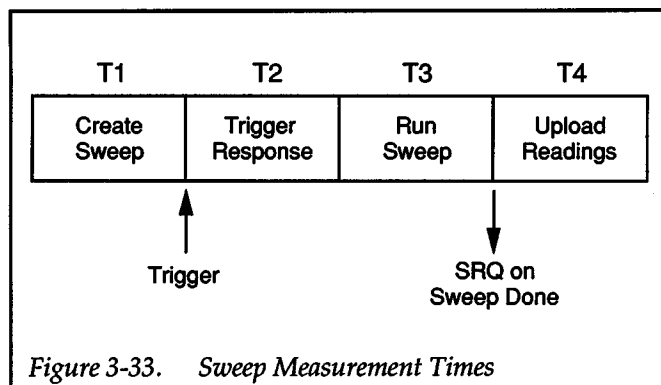 T1 T2 T3 T4
Create Sweep Trigger Response Run Sweep Upload Readings
Trigger
SRQ on
Sweep Done
Figure 3-33. Sweep Measurement Times